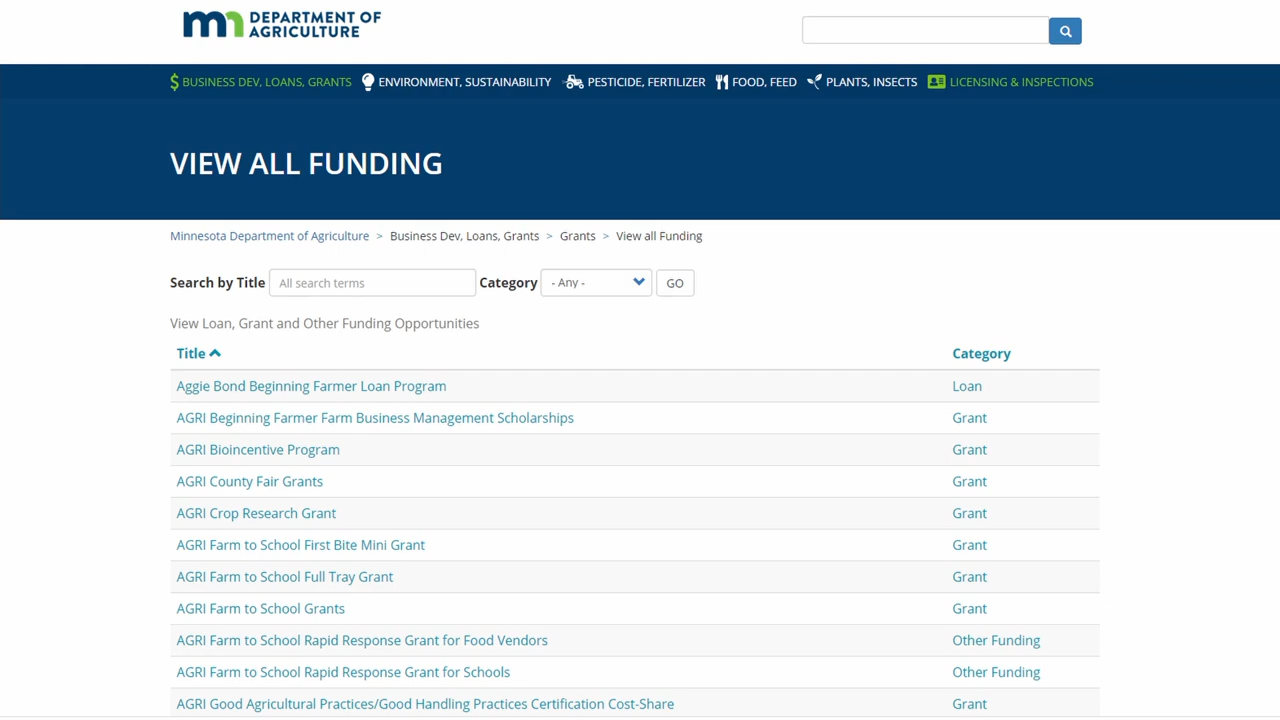 mn DEPARTMENT OF
AGRICULTURE
$ BUSINESS DEV, LOANS, GRANTS ENVIRONMENT, SUSTAINABILITY PESTICIDE, FERTILIZER FOOD, FEED PLANTS, INSECTS LICENSING & INSPECTIONS
VIEW ALL FUNDING
Minnesota Department of Agriculture > Business Dev, Loans, Grants > Grants > View all Funding
Search by Title All search terms Category - Any - GO
View Loan, Grant and Other Funding Opportunities
Title Category
Aggie Bond Beginning Farmer Loan Program Loan
AGRI Beginning Farmer Farm Business Management Scholarships Grant
AGRI Bioincentive Program Grant
AGRI County Fair Grants Grant
AGRI Crop Research Grant Grant
AGRI Farm to School First Bite Mini Grant Grant
AGRI Farm to School Full Tray Grant Grant
AGRI Farm to School Grants Grant
AGRI Farm to School Rapid Response Grant for Food Vendors Other Funding
AGRI Farm to School Rapid Response Grant for Schools Other Funding
AGRI Good Agricultural Practices/Good Handling Practices Certification Cost-Share Grant